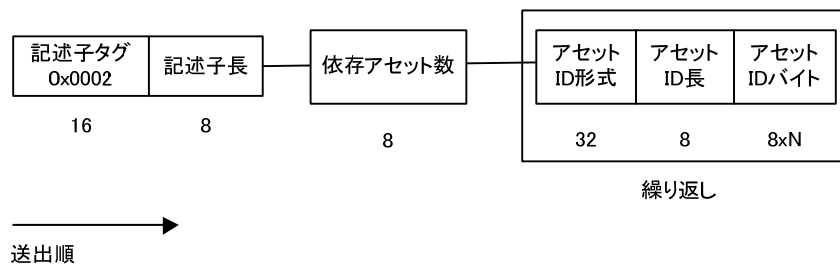 記述子タグ
0x0002
記述子長
依存アセット数
アセット
ID形式
アセット
ID長
アセット
IDバイト
16
8
8
32
8
8xN
繰り返し
送出順